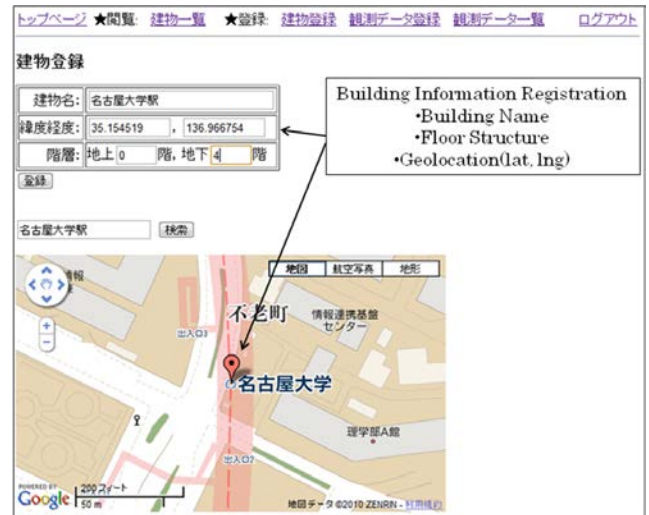 トップページ ★閲覧: 建物一覧 ★登録: 建物登録 観測データ登録 観測データ一覧 ログアウト
建物登録
建物名: 名古屋大学駅
緯度経度: 35.154519 , 136.966754
階層: 地上 0 階, 地下 4 階
登録
Building Information Registration
•Building Name
•Floor Structure
•Geolocation(lat, lng)
名古屋大学駅 検索
地図 航空写真 地形
情報
不老町
情報連携基盤
センター
出入口3
名古屋大学
理学部A館
出入口2
POWERED BY
Google
200 フィート
50 m
地図データ ©2010 ZENRIN - 利用規約